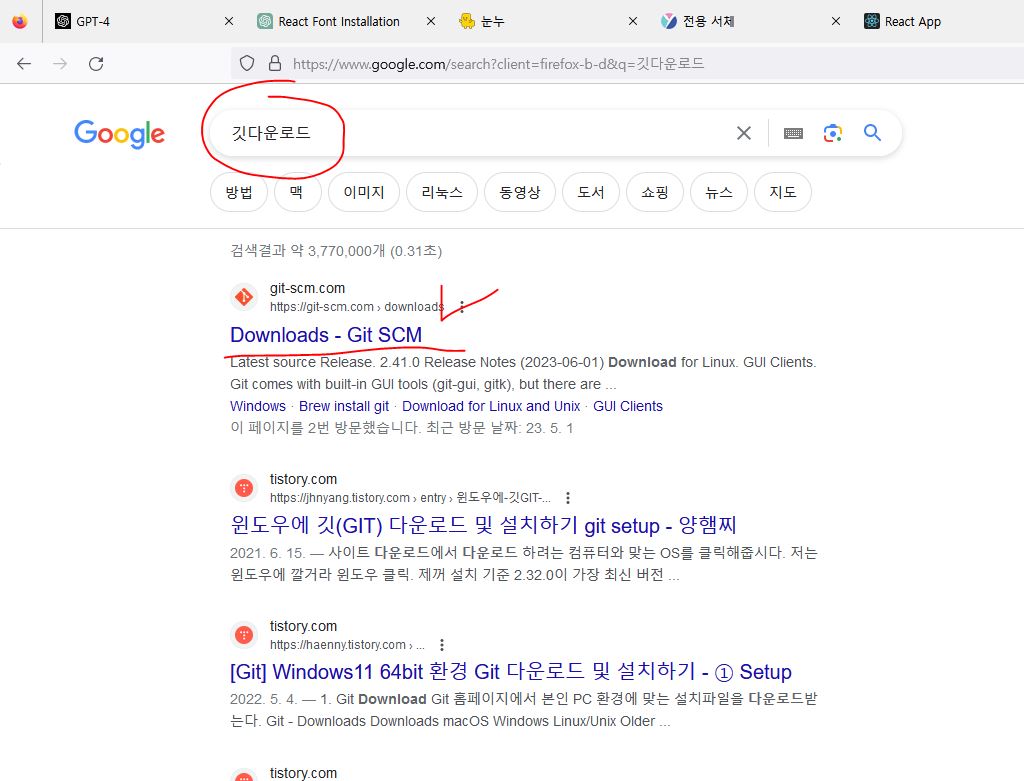 GPT-4
React Font Installation
눈누
전용 서체
React App
https://www.google.com/search?client=firefox-b-d&q=깃다운로드
Google
깃다운로드
방법
맥
이미지
리눅스
동영상
도서
쇼핑
뉴스
지도
검색결과 약 3,770,000개 (0.31초)
git-scm.com
https://git-scm.com › downloads
Downloads - Git SCM
Latest source Release. 2.41.0 Release Notes (2023-06-01) Download for Linux. GUI Clients.
Git comes with built-in GUI tools (git-gui, gitk), but there are ...
Windows · Brew install git · Download for Linux and Unix · GUI Clients
이 페이지를 2번 방문했습니다. 최근 방문 날짜: 23. 5. 1
tistory.com
https://jhnyang.tistory.com › entry › 윈도우에-깃GIT-...
윈도우에 깃(GIT) 다운로드 및 설치하기 git setup - 양햄찌
2021. 6. 15. — 사이트 다운로드에서 다운로드 하려는 컴퓨터와 맞는 OS를 클릭해줍시다. 저는
윈도우에 깔거라 윈도우 클릭. 제꺼 설치 기준 2.32.0이 가장 최신 버전 ...
tistory.com
https://haenny.tistory.com › ...
[Git] Windows11 64bit 환경 Git 다운로드 및 설치하기 - ① Setup
2022. 5. 4. — 1. Git Download Git 홈페이지에서 본인 PC 환경에 맞는 설치파일을 다운로드받
는다. Git - Downloads Downloads macOS Windows Linux/Unix Older ...
tistory.com